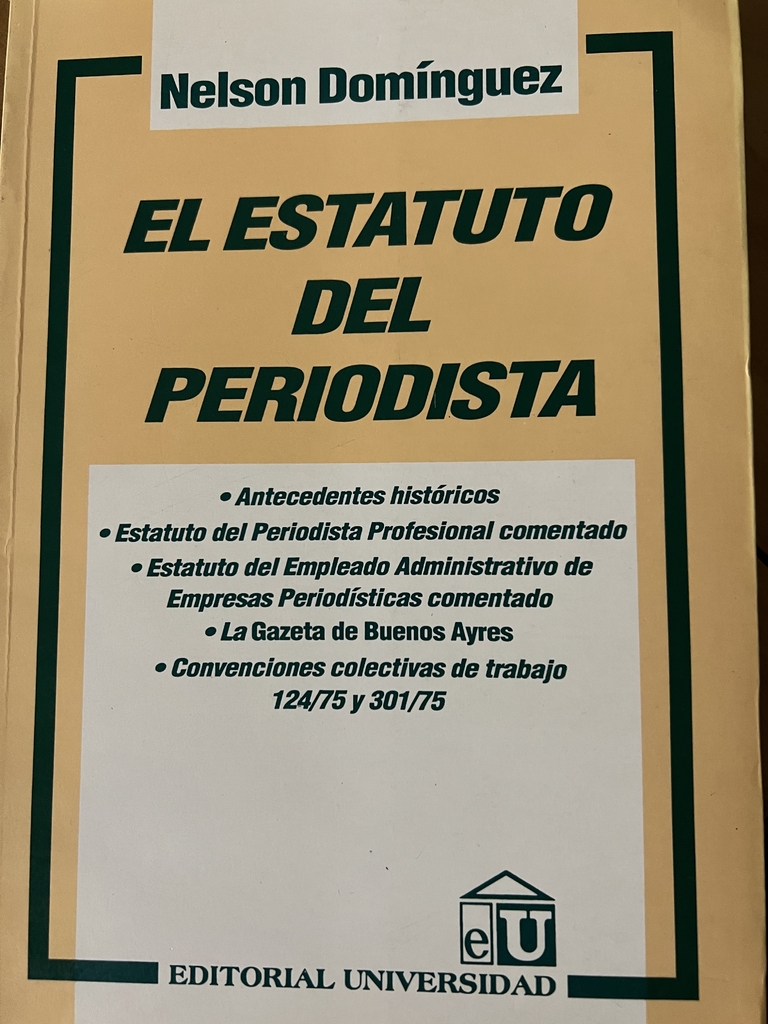 Nelson Domínguez
EL ESTATUTO
DEL
PERIODISTA
• Antecedentes históricos
• Estatuto del Periodista Profesional comentado
• Estatuto del Empleado Administrativo de
Empresas Periodísticas comentado
• La Gazeta de Buenos Ayres
• Convenciones colectivas de trabajo
124/75 y 301/75
eU
EDITORIAL UNIVERSIDAD